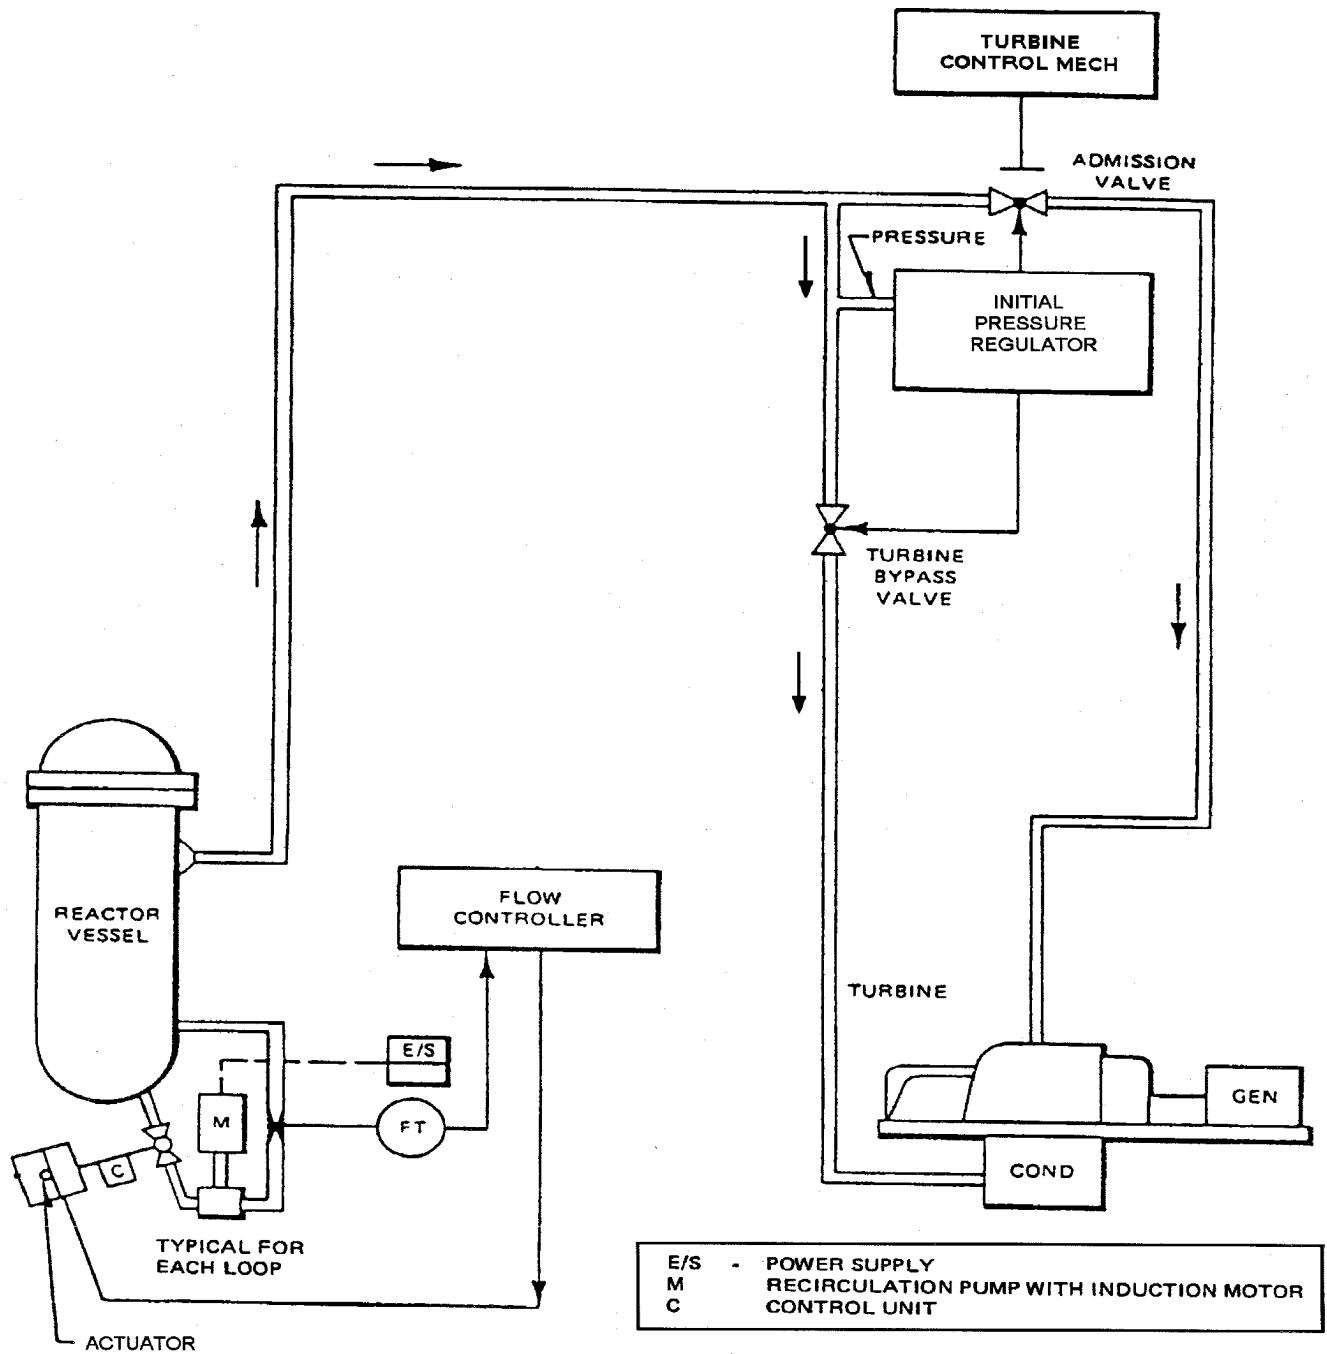 TURBINE
CONTROL MECH
ADMISSION
VALVE
PRESSURE
INITIAL
PRESSURE
REGULATOR
TURBINE
BYPASS
VALVE
REACTOR
VESSEL
FLOW
CONTROLLER
TURBINE
E/S
M
FT
GEN
C
COND
TYPICAL FOR
EACH LOOP
E/S - POWER SUPPLY
M RECIRCULATION PUMP WITH INDUCTION MOTOR
C CONTROL UNIT
ACTUATOR